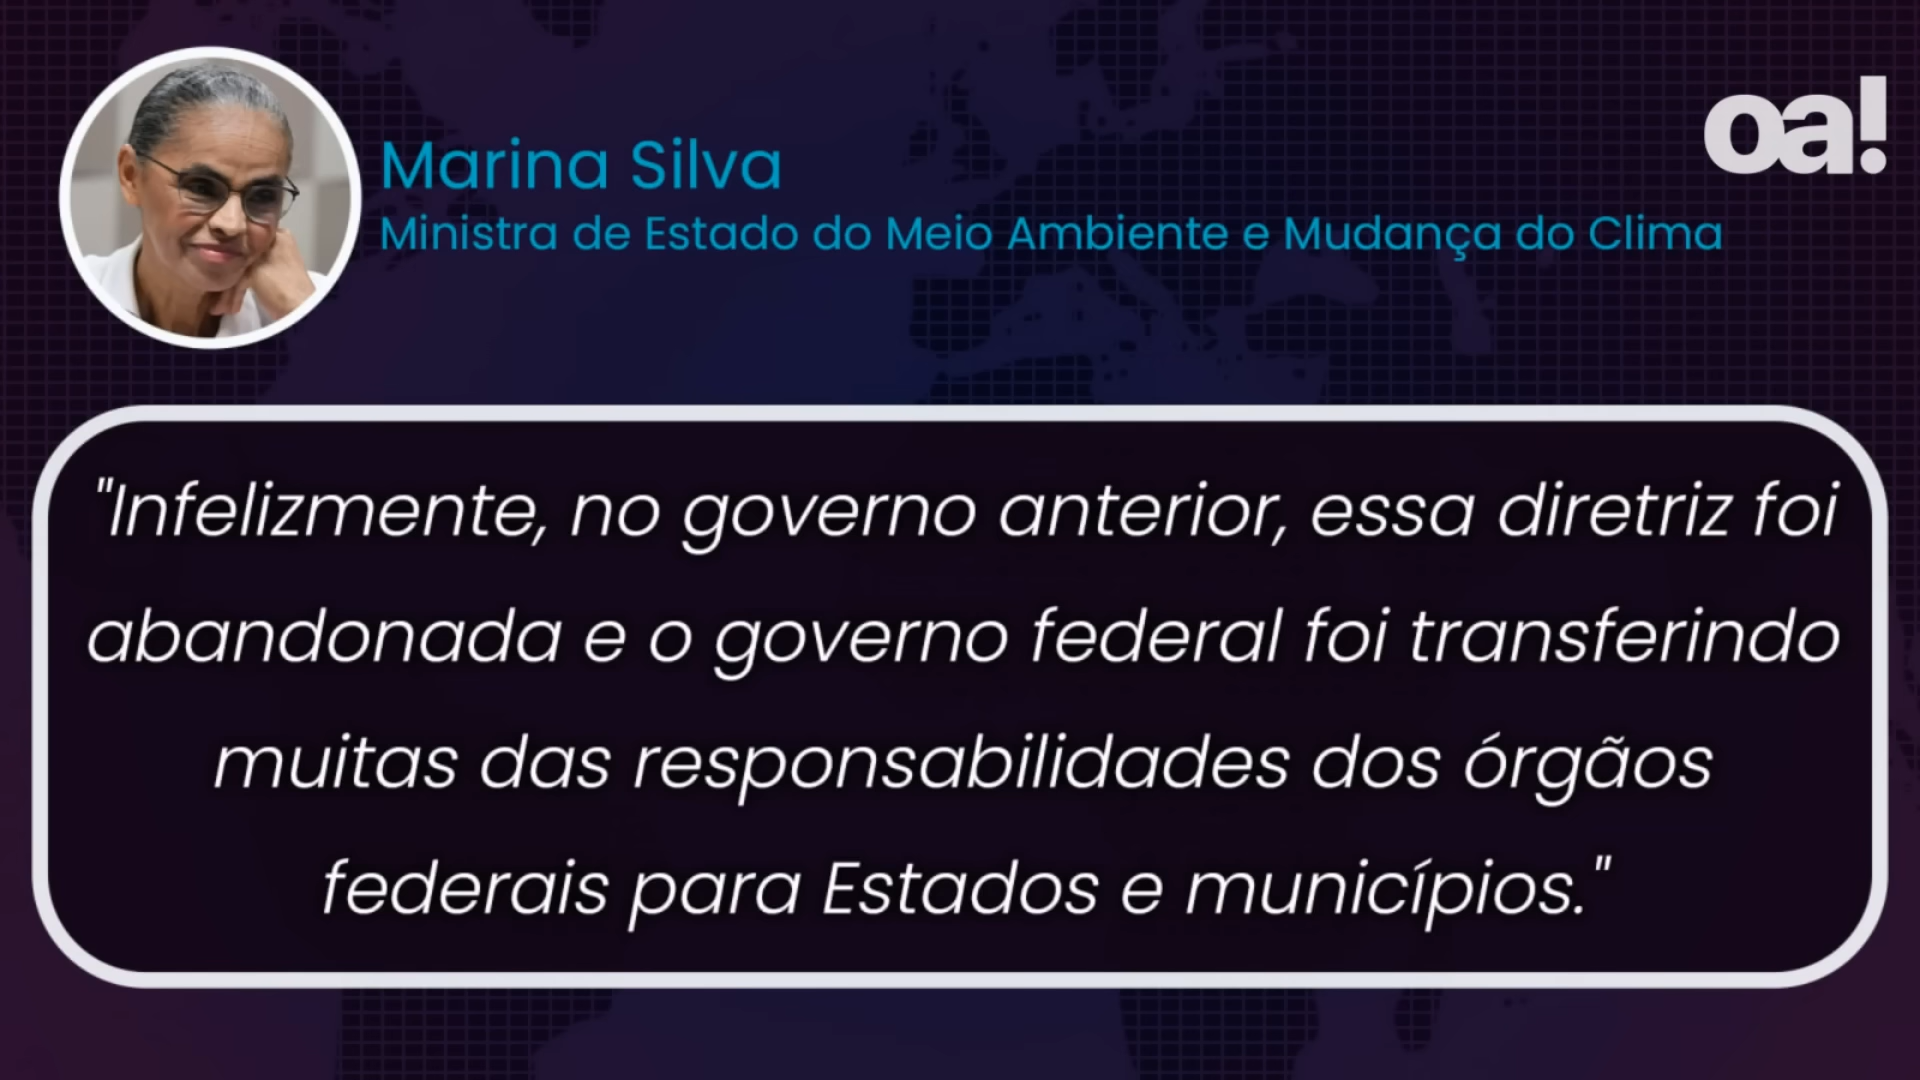 oa!
Marina Silva
Ministra de Estado do Meio Ambiente e Mudança do Clima
"Infelizmente, no governo anterior, essa diretriz foi
abandonada e o governo federal foi transferindo
muitas das responsabilidades dos órgãos
federais para Estados e municípios."